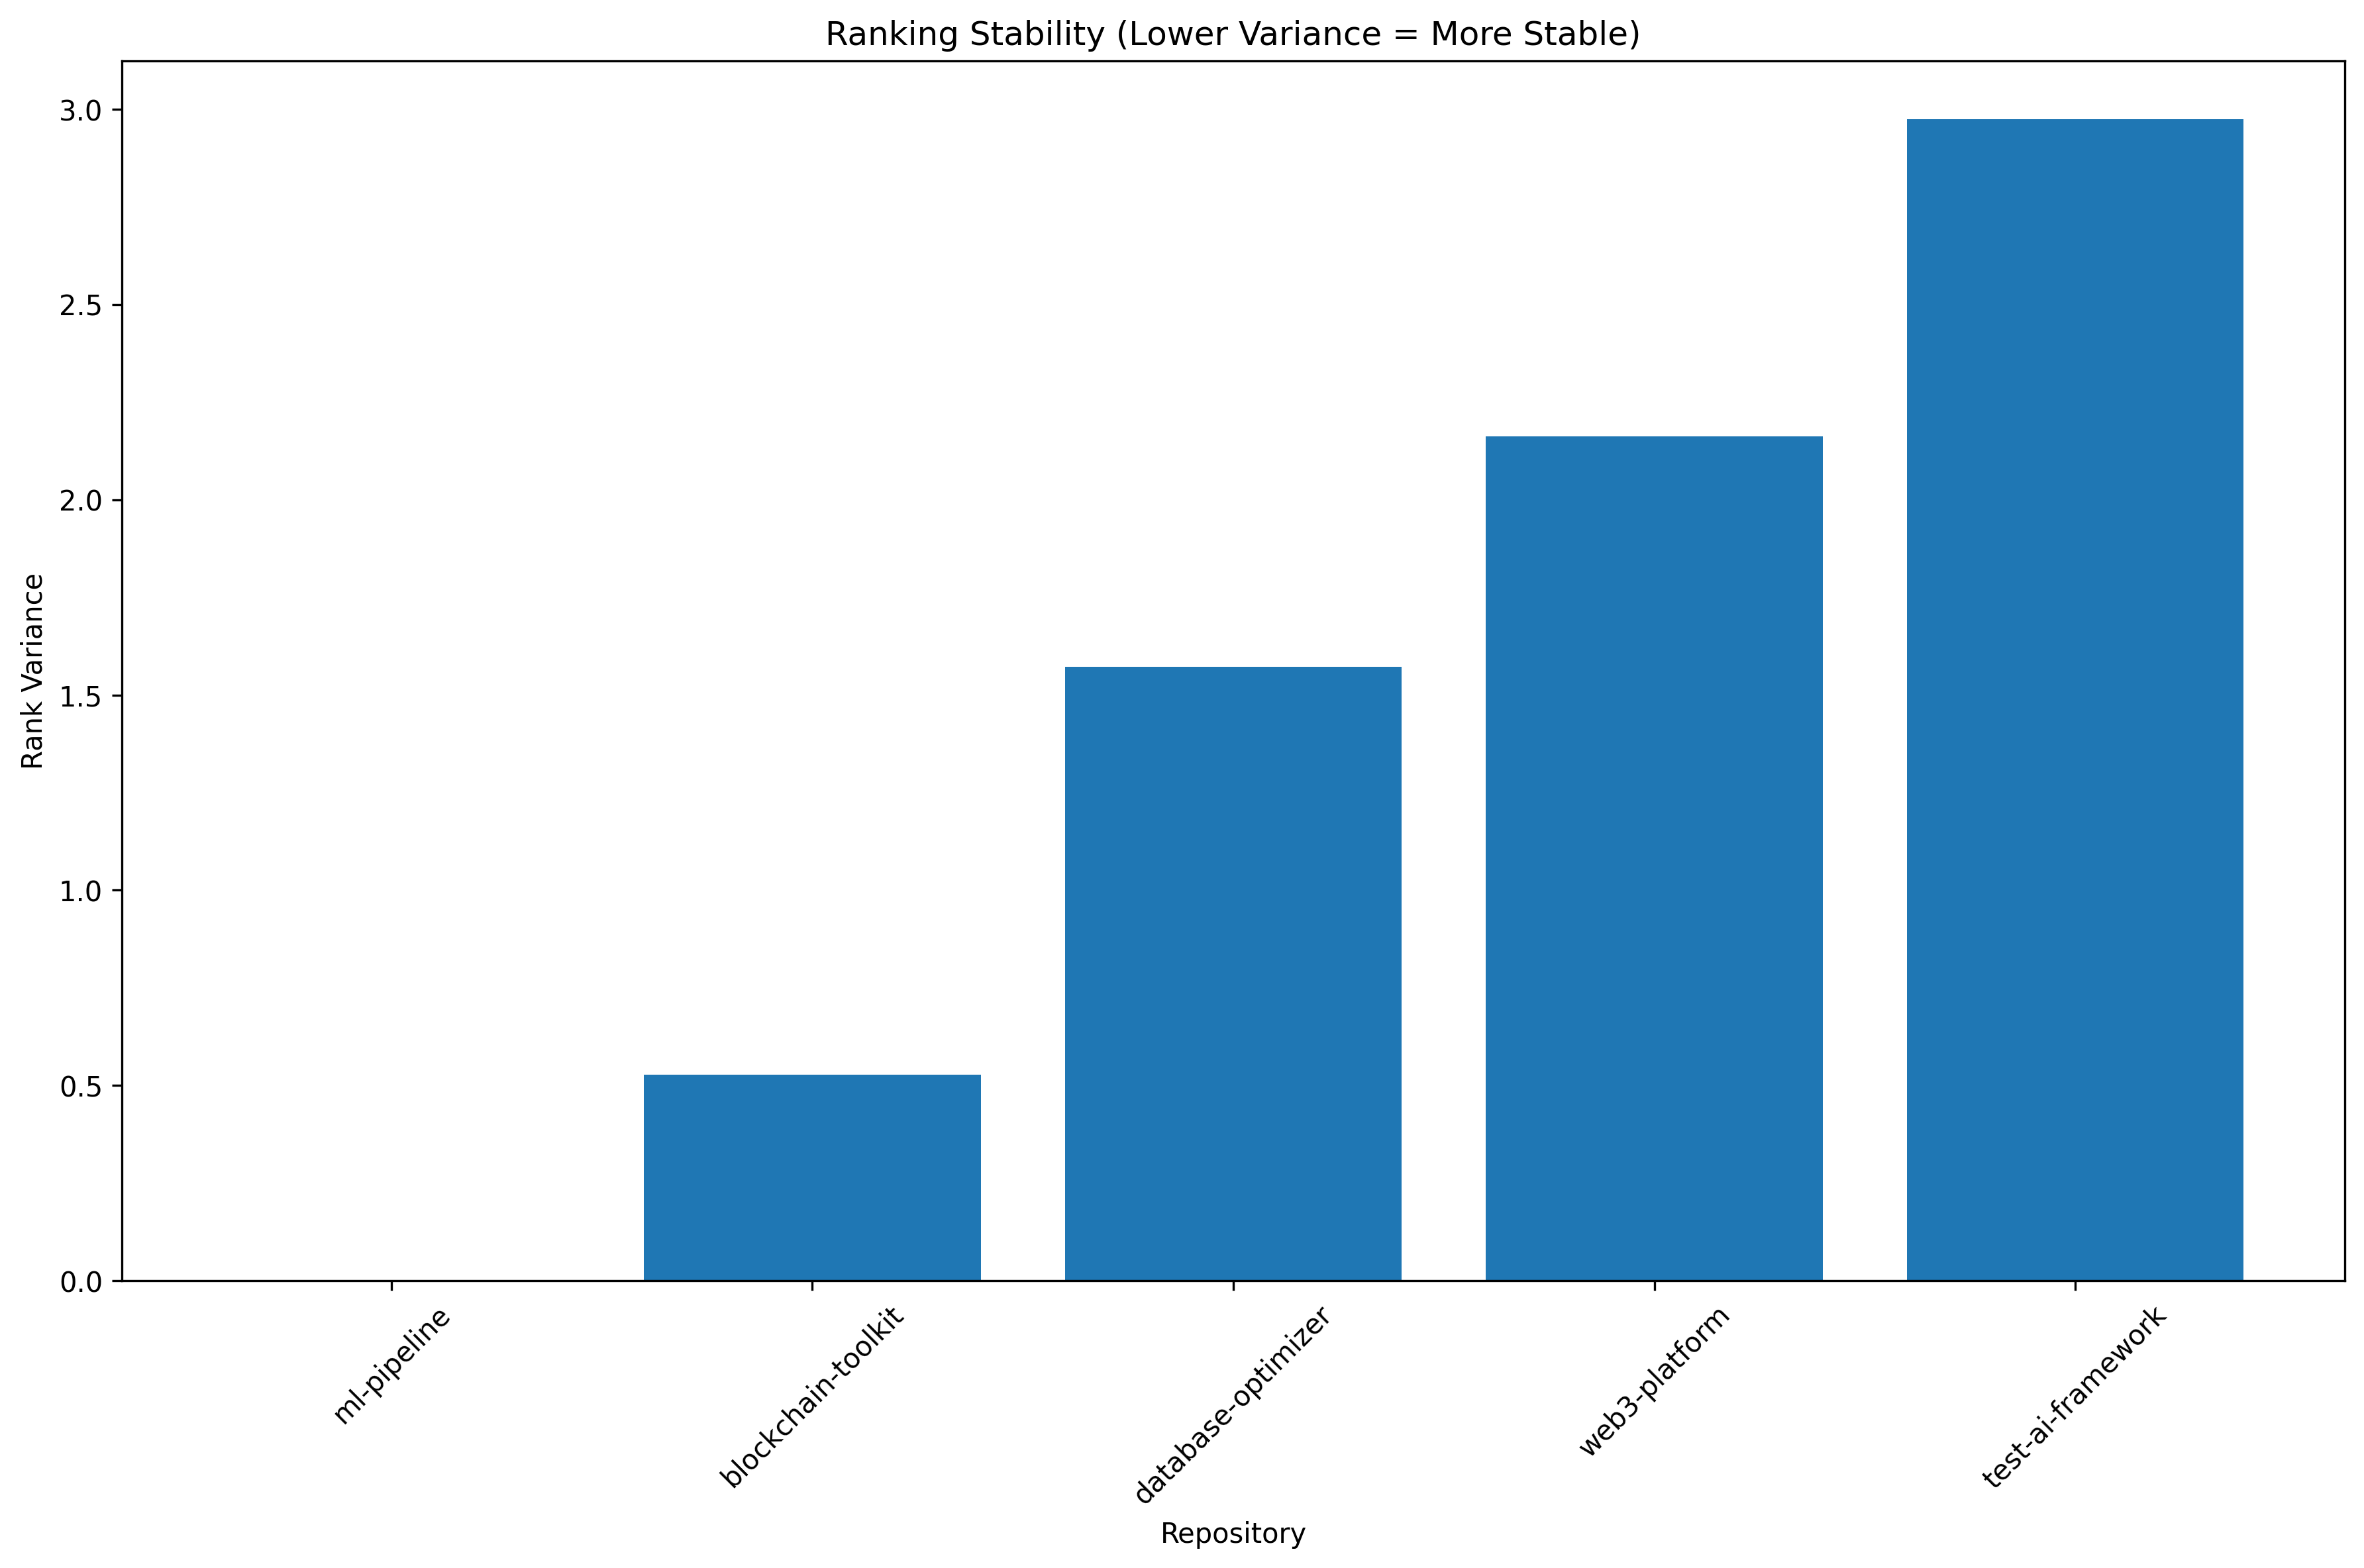 Ranking Stability (Lower Variance = More Stable)
3.0
2.5
2.0
1.5
1.0
0.5
0.0
Rank Variance
ml-pipeline
blockchain-toolkit
database-optimizer
web3-platform
test-ai-framework
Repository